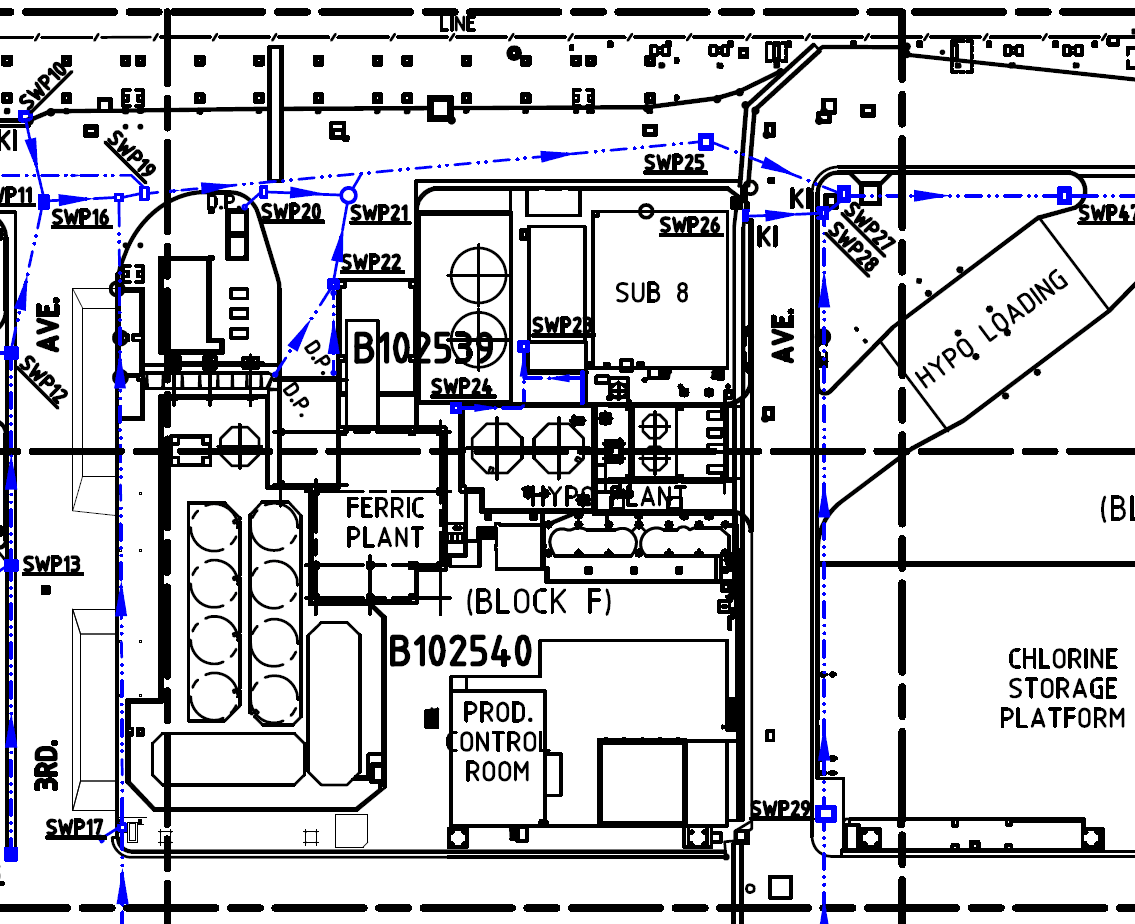 LINE
SWP10
KI
SWP19
SWP25
SWP11
SWP16
D.P.
SWP20
SWP21
SWP26
KI
KI
SWP27
SWP28
SWP47
SWP22
SUB 8
HYPO LOADING
AVE.
AVE.
SWP23
B102539
D.P.
D.P.
SWP24
SWP12
HYPO PLANT
FERRIC
PLANT
(BL
SWP13
(BLOCK F)
B102540
CHLORINE
STORAGE
PLATFORM
PROD.
CONTROL
ROOM
3RD.
SWP29
SWP17